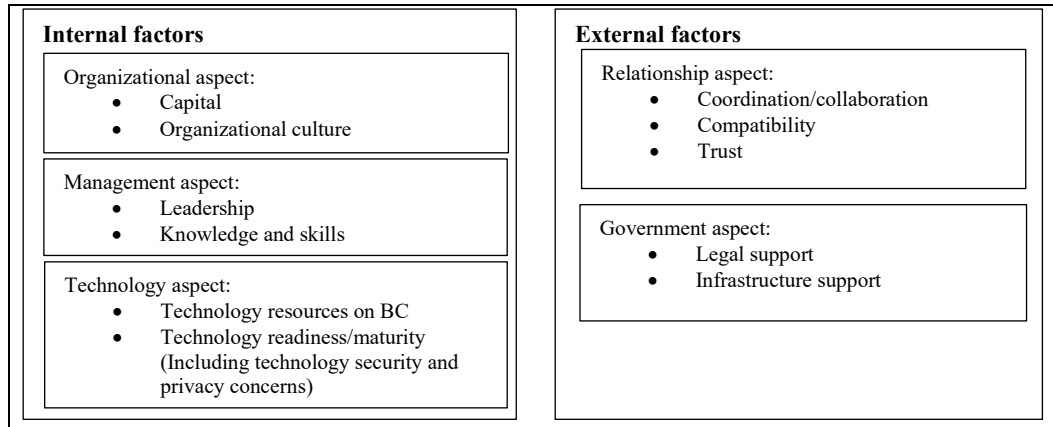 Internal factors
Organizational aspect:
• Capital
• Organizational culture
Management aspect:
• Leadership
• Knowledge and skills
Technology aspect:
• Technology resources on BC
• Technology readiness/maturity
(Including technology security and
privacy concerns)
External factors
Relationship aspect:
• Coordination/collaboration
• Compatibility
• Trust
Government aspect:
• Legal support
• Infrastructure support